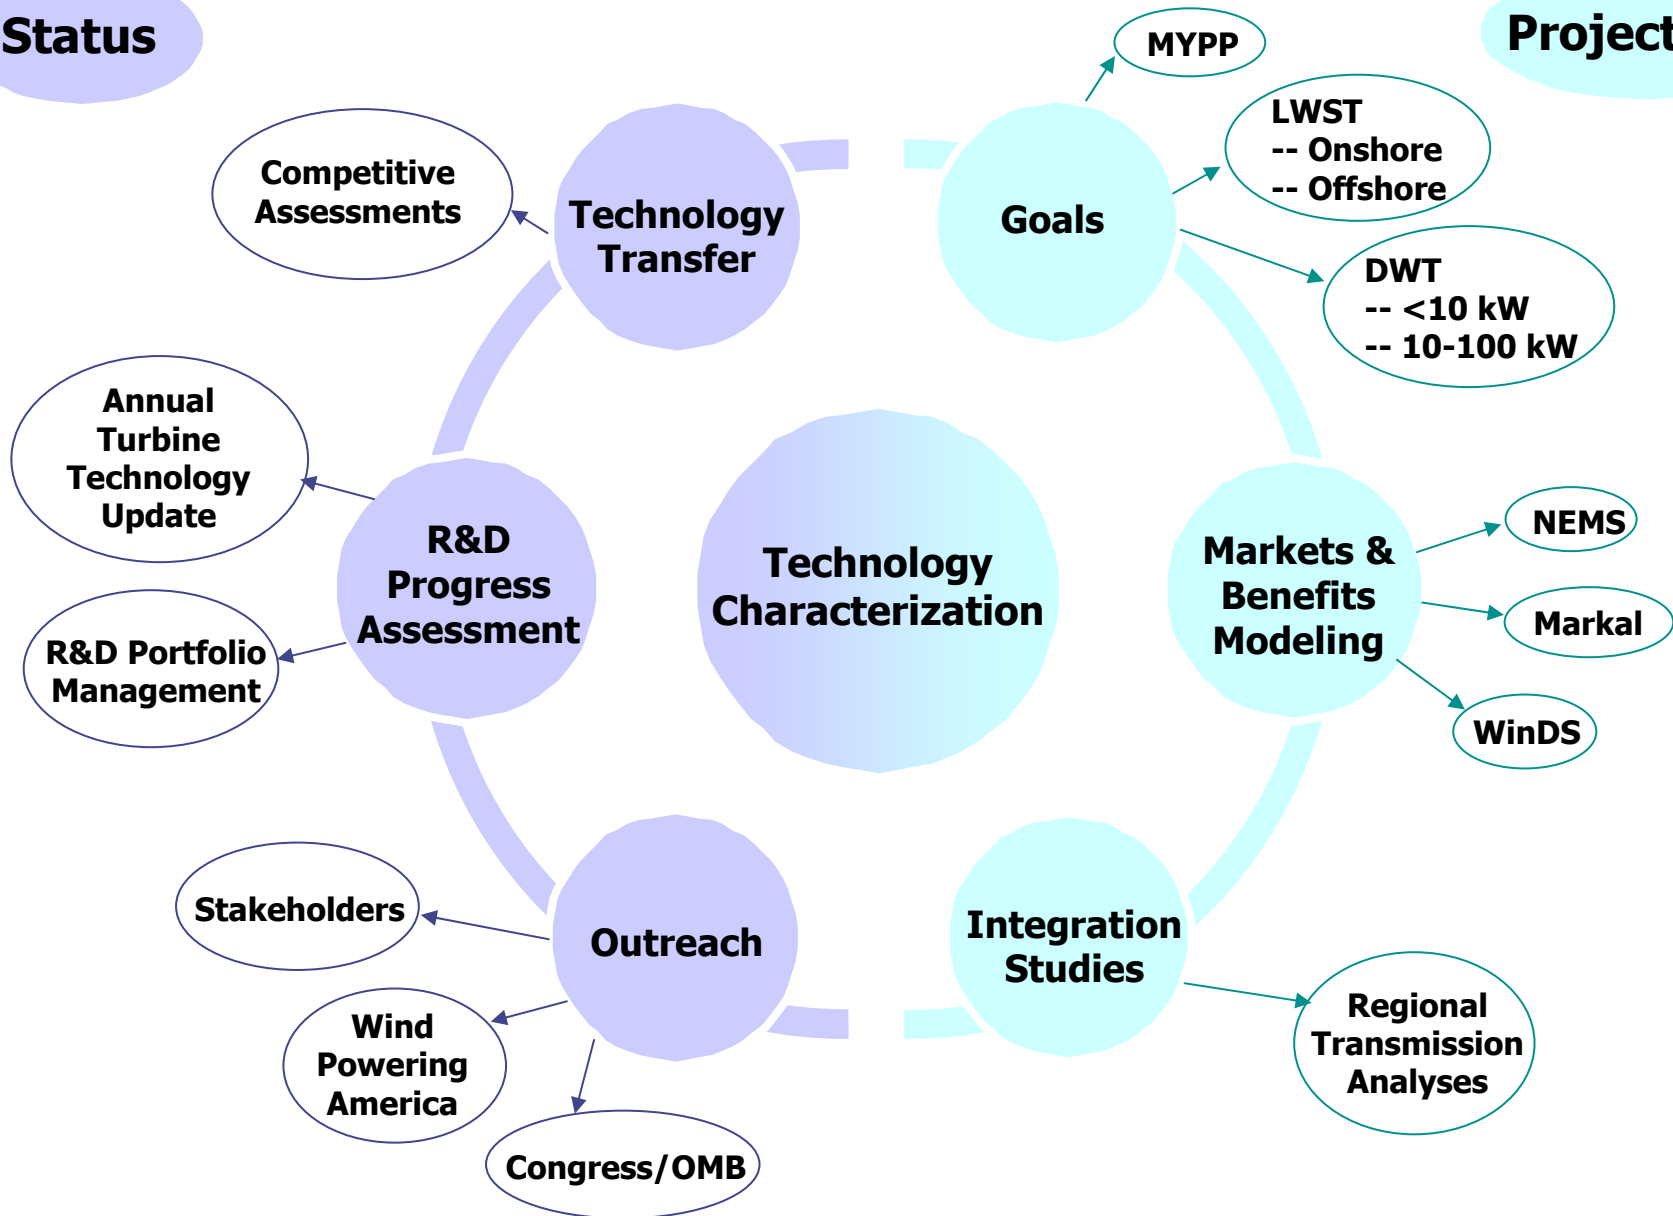 Status
Project
MYPP
LWST
-- Onshore
-- Offshore
Competitive
Assessments
Technology
Transfer
Goals
DWT
-- <10 kW
-- 10-100 kW
Annual
Turbine
Technology
Update
R&D
Progress
Assessment
Technology
Characterization
Markets &
Benefits
Modeling
NEMS
Markal
WinDS
R&D Portfolio
Management
Stakeholders
Outreach
Integration
Studies
Wind
Powering
America
Regional
Transmission
Analyses
Congress/OMB